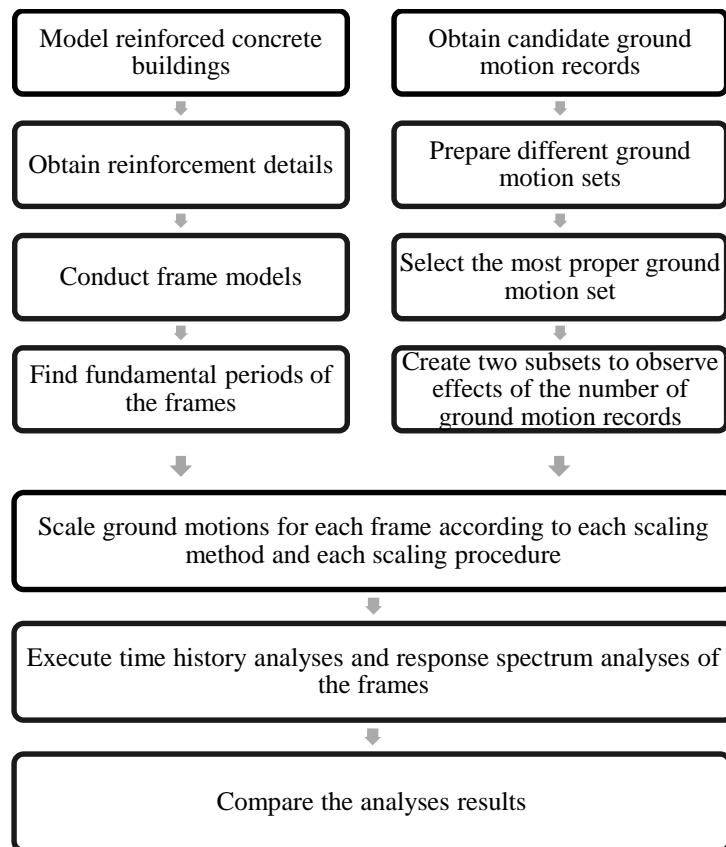 Model reinforced concrete
buildings
Obtain reinforcement details
Conduct frame models
Find fundamental periods of
the frames
Obtain candidate ground
motion records
Prepare different ground
motion sets
Select the most proper ground
motion set
Create two subsets to observe
effects of the number of
ground motion records
Scale ground motions for each frame according to each scaling
method and each scaling procedure
Execute time history analyses and response spectrum analyses of
the frames
Compare the analyses results